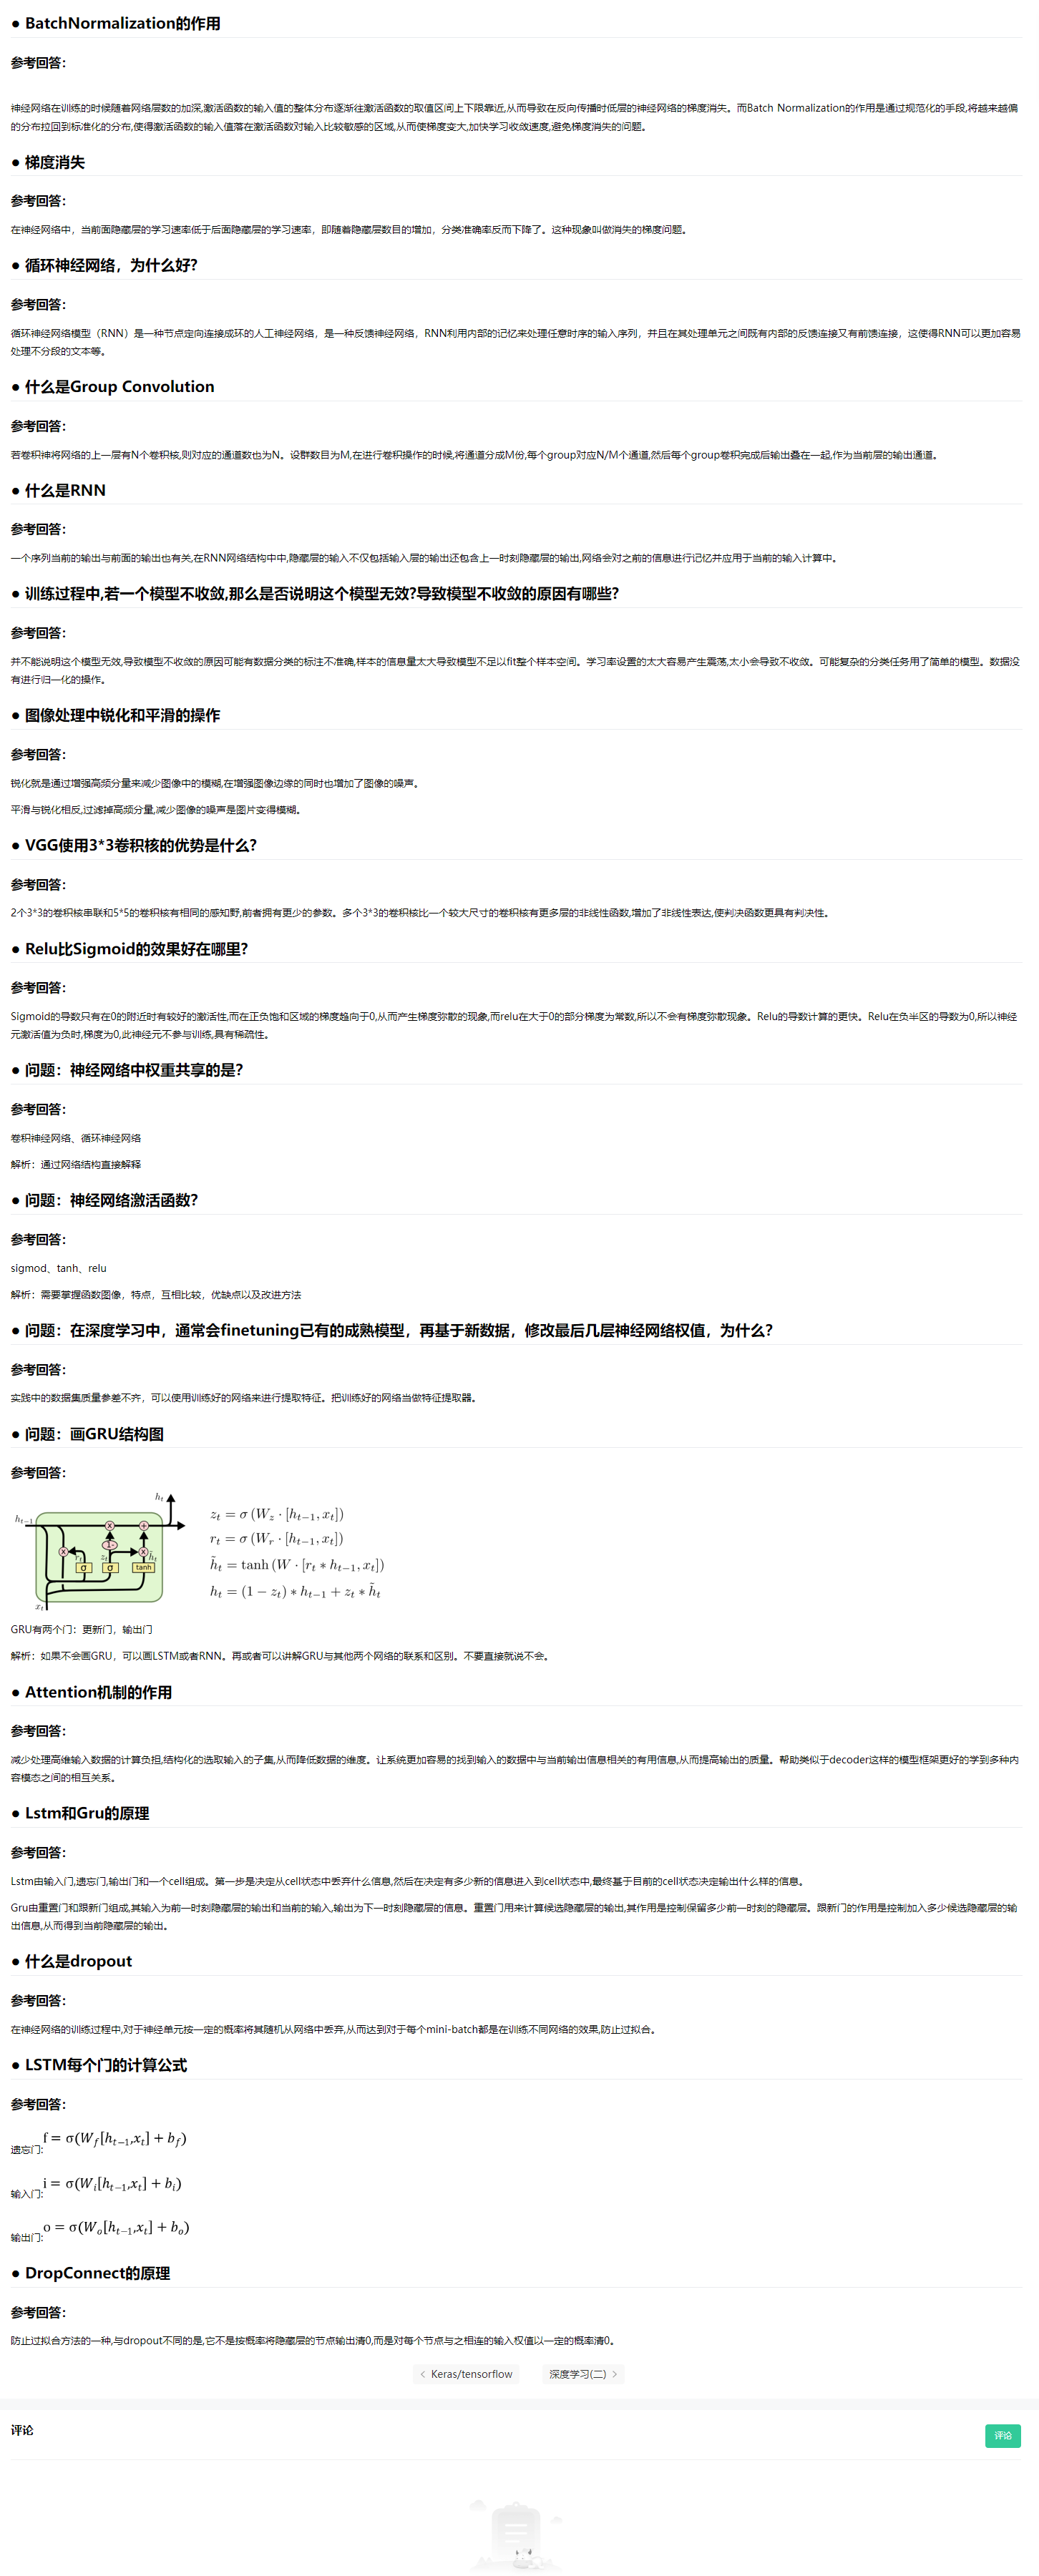 ● BatchNormalization的作用
参考回答：
神经网络在训练的时候随着网络层数的加深,激活函数的输入值的整体分布逐渐往激活函数的取值区间上下限靠近,从而导致在反向传播时低层的神经网络的梯度消失。而Batch Normalization的作用是通过规范化的手段,将越来越偏
的分布拉回到标准化的分布,使得激活函数的输入值落在激活函数对输入比较敏感的区域,从而使梯度变大,加快学习收敛速度,避免梯度消失的问题。
● 梯度消失
参考回答：
在神经网络中，当前面隐藏层的学习速率低于后面隐藏层的学习速率，即随着隐藏层数目的增加，分类准确率反而下降了。这种现象叫做消失的梯度问题。
● 循环神经网络，为什么好?
参考回答：
循环神经网络模型（RNN）是一种节点定向连接成环的人工神经网络，是一种反馈神经网络，RNN利用内部的记忆来处理任意时序的输入序列，并且在其处理单元之间既有内部的反馈连接又有前馈连接，这使得RNN可以更加容易
处理不分段的文本等。
● 什么是Group Convolution
参考回答：
若卷积神将网络的上一层有N个卷积核,则对应的通道数也为N。设群数目为M,在进行卷积操作的时候,将通道分成M份,每个group对应N/M个通道,然后每个group卷积完成后输出叠在一起,作为当前层的输出通道。
● 什么是RNN
参考回答：
一个序列当前的输出与前面的输出也有关,在RNN网络结构中中,隐藏层的输入不仅包括输入层的输出还包含上一时刻隐藏层的输出,网络会对之前的信息进行记忆并应用于当前的输入计算中。
● 训练过程中,若一个模型不收敛,那么是否说明这个模型无效?导致模型不收敛的原因有哪些?
参考回答：
并不能说明这个模型无效,导致模型不收敛的原因可能有数据分类的标注不准确,样本的信息量太大导致模型不足以fit整个样本空间。学习率设置的太大容易产生震荡,太小会导致不收敛。可能复杂的分类任务用了简单的模型。数据没
有进行归一化的操作。
● 图像处理中锐化和平滑的操作
参考回答：
锐化就是通过增强高频分量来减少图像中的模糊,在增强图像边缘的同时也增加了图像的噪声。
平滑与锐化相反,过滤掉高频分量,减少图像的噪声是图片变得模糊。
● VGG使用3*3卷积核的优势是什么?
参考回答：
2个3*3的卷积核串联和5*5的卷积核有相同的感知野,前者拥有更少的参数。多个3*3的卷积核比一个较大尺寸的卷积核有更多层的非线性函数,增加了非线性表达,使判决函数更具有判决性。
● Relu比Sigmoid的效果好在哪里?
参考回答：
Sigmoid的导数只有在0的附近时有较好的激活性,而在正负饱和区域的梯度趋向于0,从而产生梯度弥散的现象,而relu在大于0的部分梯度为常数,所以不会有梯度弥散现象。Relu的导数计算的更快。Relu在负半区的导数为0,所以神经
元激活值为负时,梯度为0,此神经元不参与训练,具有稀疏性。
● 问题：神经网络中权重共享的是?
参考回答：
卷积神经网络、循环神经网络
解析：通过网络结构直接解释
● 问题：神经网络激活函数?
参考回答：
sigmod、tanh、relu
解析：需要掌握函数图像，特点，互相比较，优缺点以及改进方法
● 问题：在深度学习中，通常会finetuning已有的成熟模型，再基于新数据，修改最后几层神经网络权值，为什么?
参考回答：
实践中的数据集质量参差不齐，可以使用训练好的网络来进行提取特征。把训练好的网络当做特征提取器。
● 问题：画GRU结构图
参考回答：
h_t
h_{t-1}
× +
1-
× r_t z_t × h̃_t
σ σ tanh
x_t
z_t = σ (W_z · [h_{t-1}, x_t])
r_t = σ (W_r · [h_{t-1}, x_t])
h̃_t = tanh (W · [r_t * h_{t-1}, x_t])
h_t = (1 − z_t) * h_{t-1} + z_t * h̃_t
GRU有两个门：更新门，输出门
解析：如果不会画GRU，可以画LSTM或者RNN。再或者可以讲解GRU与其他两个网络的联系和区别。不要直接就说不会。
● Attention机制的作用
参考回答：
减少处理高维输入数据的计算负担,结构化的选取输入的子集,从而降低数据的维度。让系统更加容易的找到输入的数据中与当前输出信息相关的有用信息,从而提高输出的质量。帮助类似于decoder这样的模型框架更好的学到多种内
容模态之间的相互关系。
● Lstm和Gru的原理
参考回答：
Lstm由输入门,遗忘门,输出门和一个cell组成。第一步是决定从cell状态中丢弃什么信息,然后在决定有多少新的信息进入到cell状态中,最终基于目前的cell状态决定输出什么样的信息。
Gru由重置门和跟新门组成,其输入为前一时刻隐藏层的输出和当前的输入,输出为下一时刻隐藏层的信息。重置门用来计算候选隐藏层的输出,其作用是控制保留多少前一时刻的隐藏层。跟新门的作用是控制加入多少候选隐藏层的输
出信息,从而得到当前隐藏层的输出。
● 什么是dropout
参考回答：
在神经网络的训练过程中,对于神经单元按一定的概率将其随机从网络中丢弃,从而达到对于每个mini-batch都是在训练不同网络的效果,防止过拟合。
● LSTM每个门的计算公式
参考回答：
遗忘门: f = σ(W_f[h_{t−1},x_t] + b_f)
输入门: i = σ(W_i[h_{t−1},x_t] + b_i)
输出门: o = σ(W_o[h_{t−1},x_t] + b_o)
● DropConnect的原理
参考回答：
防止过拟合方法的一种,与dropout不同的是,它不是按概率将隐藏层的节点输出清0,而是对每个节点与之相连的输入权值以一定的概率清0。
Keras/tensorflow 深度学习(二)
评论 评论